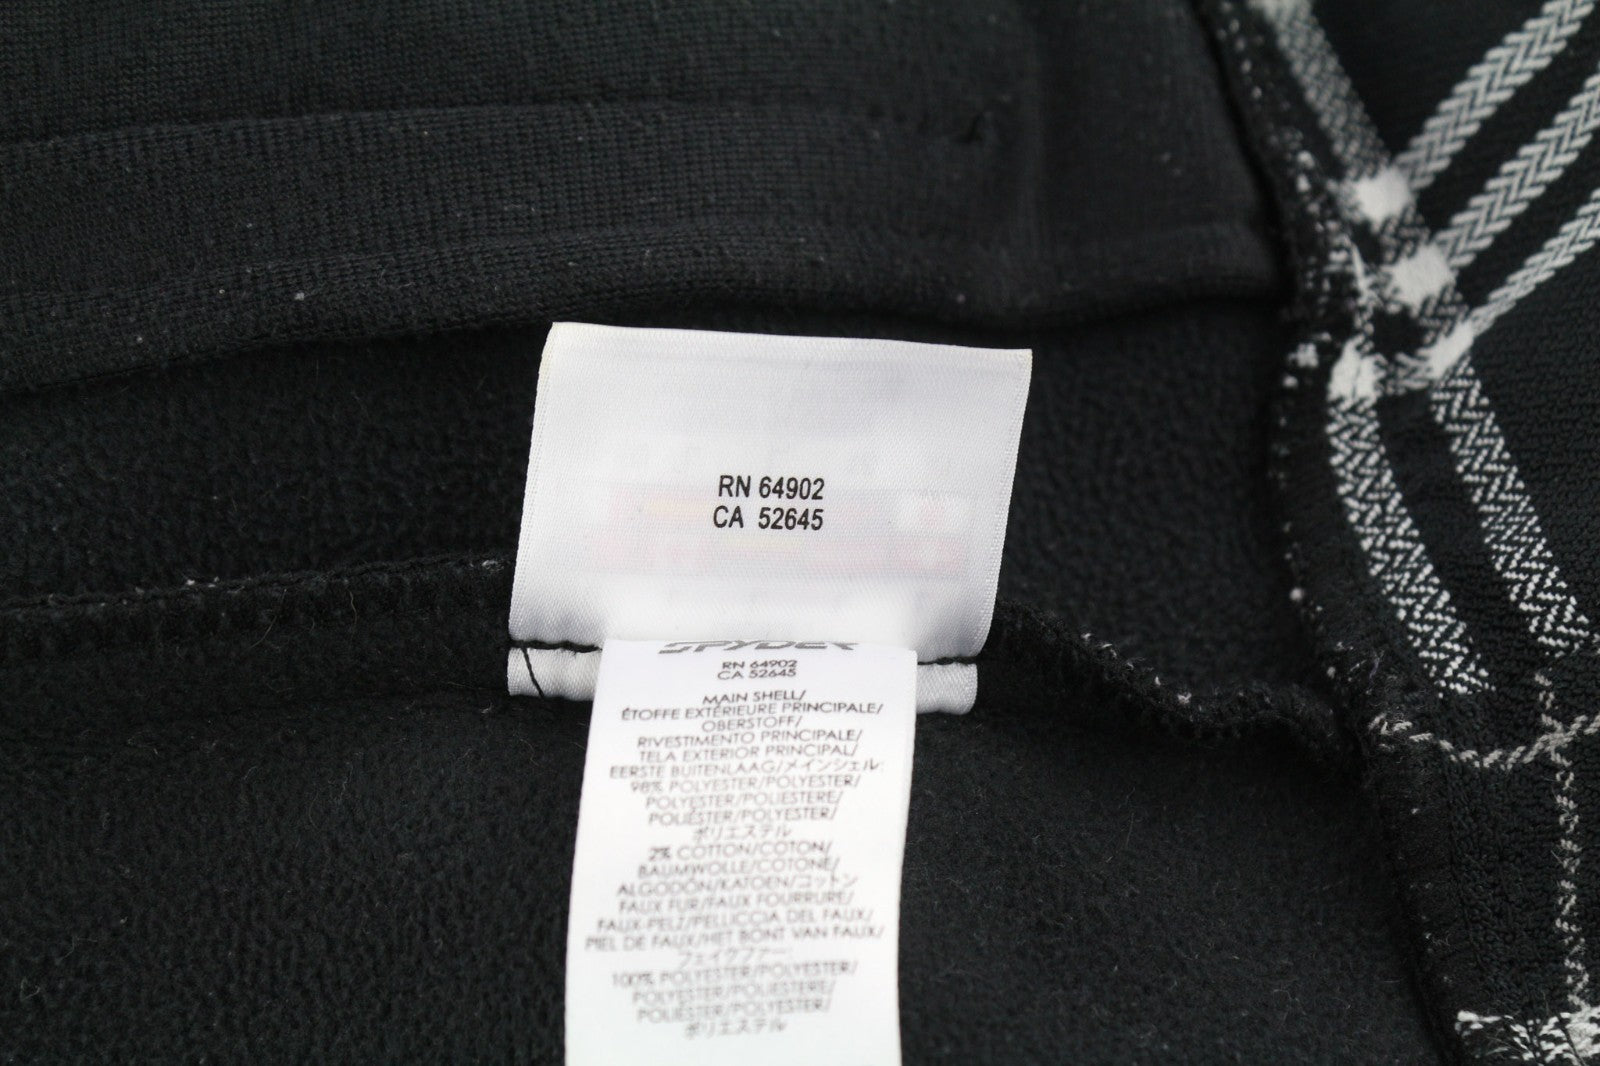 RN 64902
CA 52645
SPYDER
RN 64902
CA 52645
MAIN SHELL/
ÉTOFFE EXTÉRIEURE PRINCIPALE/
OBERSTOFF/
RIVESTIMENTO PRINCIPALE/
TELA EXTERIOR PRINCIPAL/
EERSTE BUITENLAAG/メインシェル:
98% POLYESTER/POLYESTER/
POLYESTER/POLIESTERE/
POLIÉSTER/POLYESTER/
ポリエステル
2% COTTON/COTON/
BAUMWOLLE/COTONE/
ALGODÓN/KATOEN/コットン
FAUX FUR/FAUX FOURRURE/
FAUX-PELZ/PELLICCIA DEL FAUX/
PIEL DE FAUX/HET BONT VAN FAUX/
フェイクファー:
100% POLYESTER/POLYESTER/
POLYESTER/POLIESTERE/
POLIÉSTER/POLYESTER/
ポリエステル